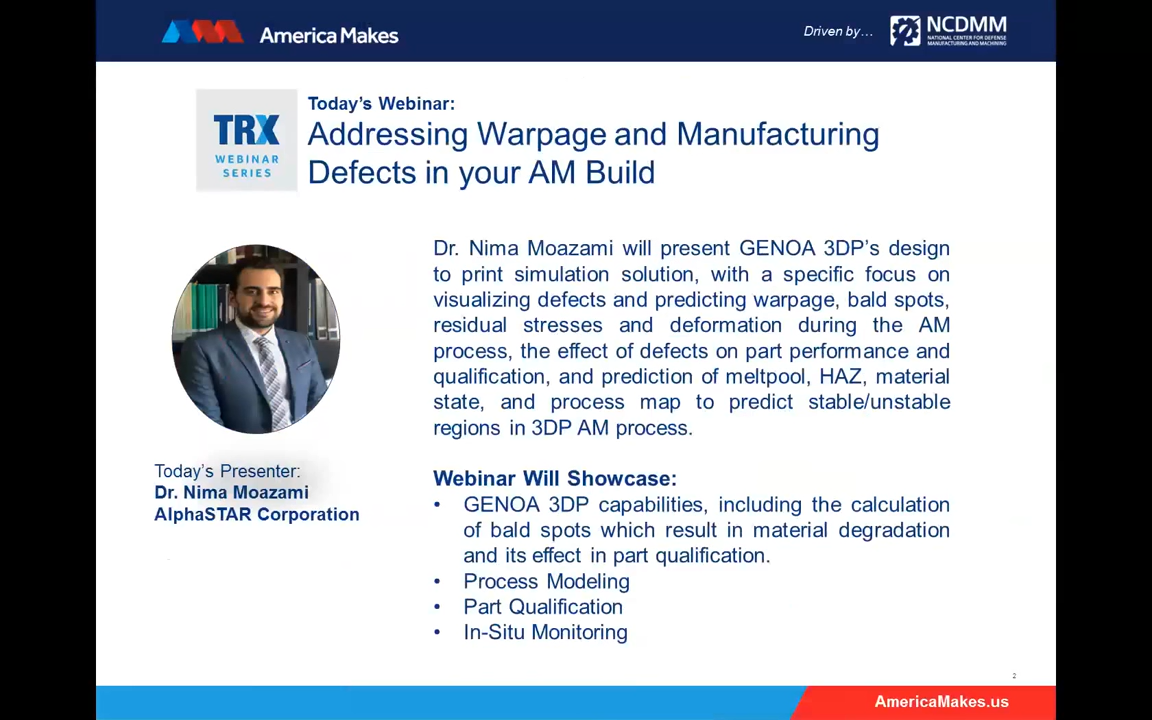 America Makes
Driven by…
NCDMM
NATIONAL CENTER FOR DEFENSE
MANUFACTURING AND MACHINING
TRX
WEBINAR
SERIES
Today’s Webinar:
Addressing Warpage and Manufacturing
Defects in your AM Build
Today’s Presenter:
Dr. Nima Moazami
AlphaSTAR Corporation
Dr. Nima Moazami will present GENOA 3DP’s design
to print simulation solution, with a specific focus on
visualizing defects and predicting warpage, bald spots,
residual stresses and deformation during the AM
process, the effect of defects on part performance and
qualification, and prediction of meltpool, HAZ, material
state, and process map to predict stable/unstable
regions in 3DP AM process.
Webinar Will Showcase:
• GENOA 3DP capabilities, including the calculation
of bald spots which result in material degradation
and its effect in part qualification.
• Process Modeling
• Part Qualification
• In-Situ Monitoring
2
AmericaMakes.us